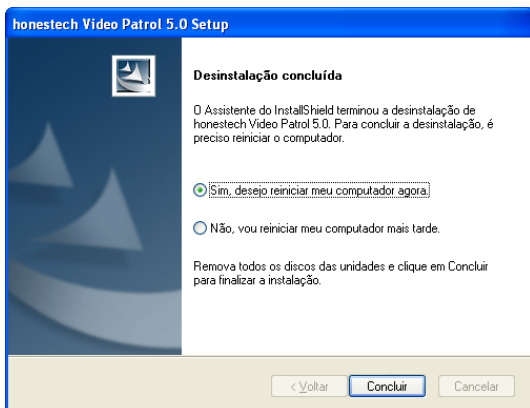 honestech Video Patrol 5.0 Setup
Desinstalação concluída
O Assistente do InstallShield terminou a desinstalação de
honestech Video Patrol 5.0. Para concluir a desinstalação, é
preciso reiniciar o computador.
Sim, desejo reiniciar meu computador agora.
Não, vou reiniciar meu computador mais tarde.
Remova todos os discos das unidades e clique em Concluir
para finalizar a instalação.
< Voltar Concluir Cancelar